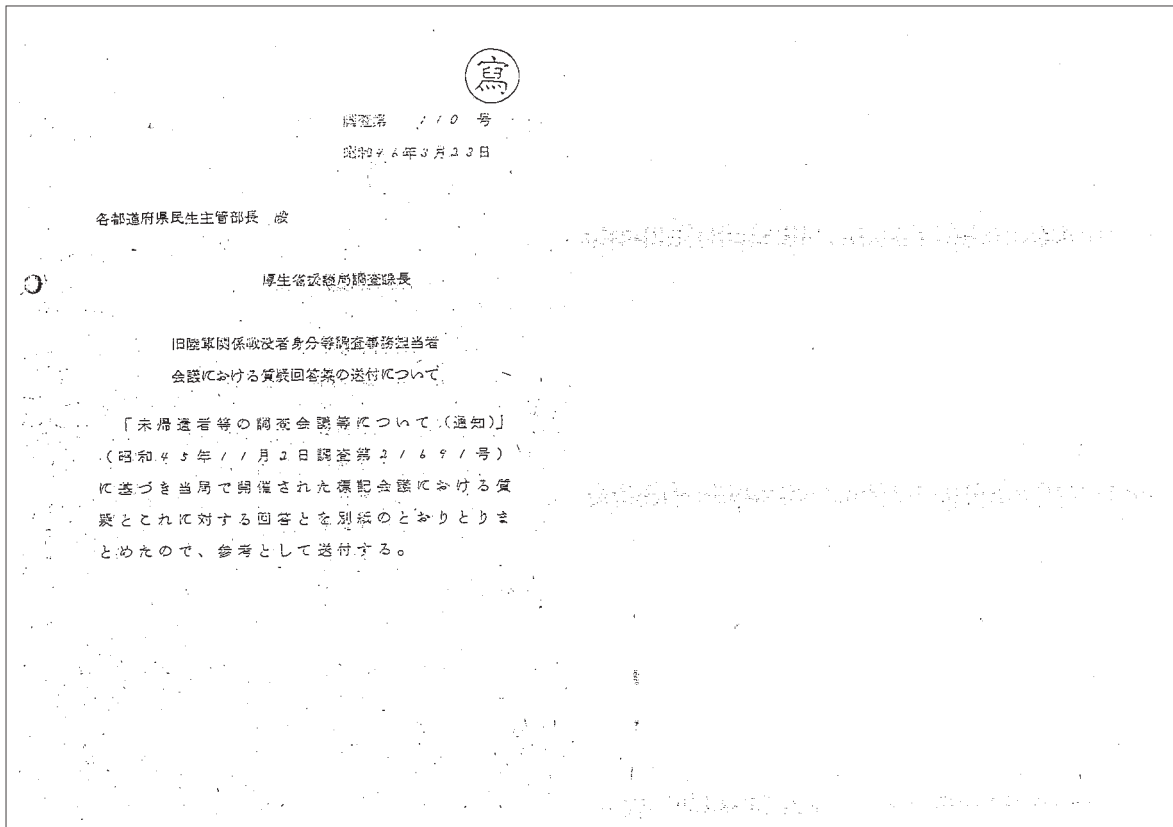 寫
調査第 110 号
昭和46年3月23日
各都道府県民生主管部長 殿
厚生省援護局調査課長
旧陸軍関係戦没者身分等調査事務担当者
会議における質疑回答集の送付について
「未帰還者等の調査会議等について(通知)」
(昭和45年11月2日調査第21691号)
に基づき当局で開催された標記会議における質
疑とこれに対する回答とを別紙のとおりとりま
とめたので、参考として送付する。